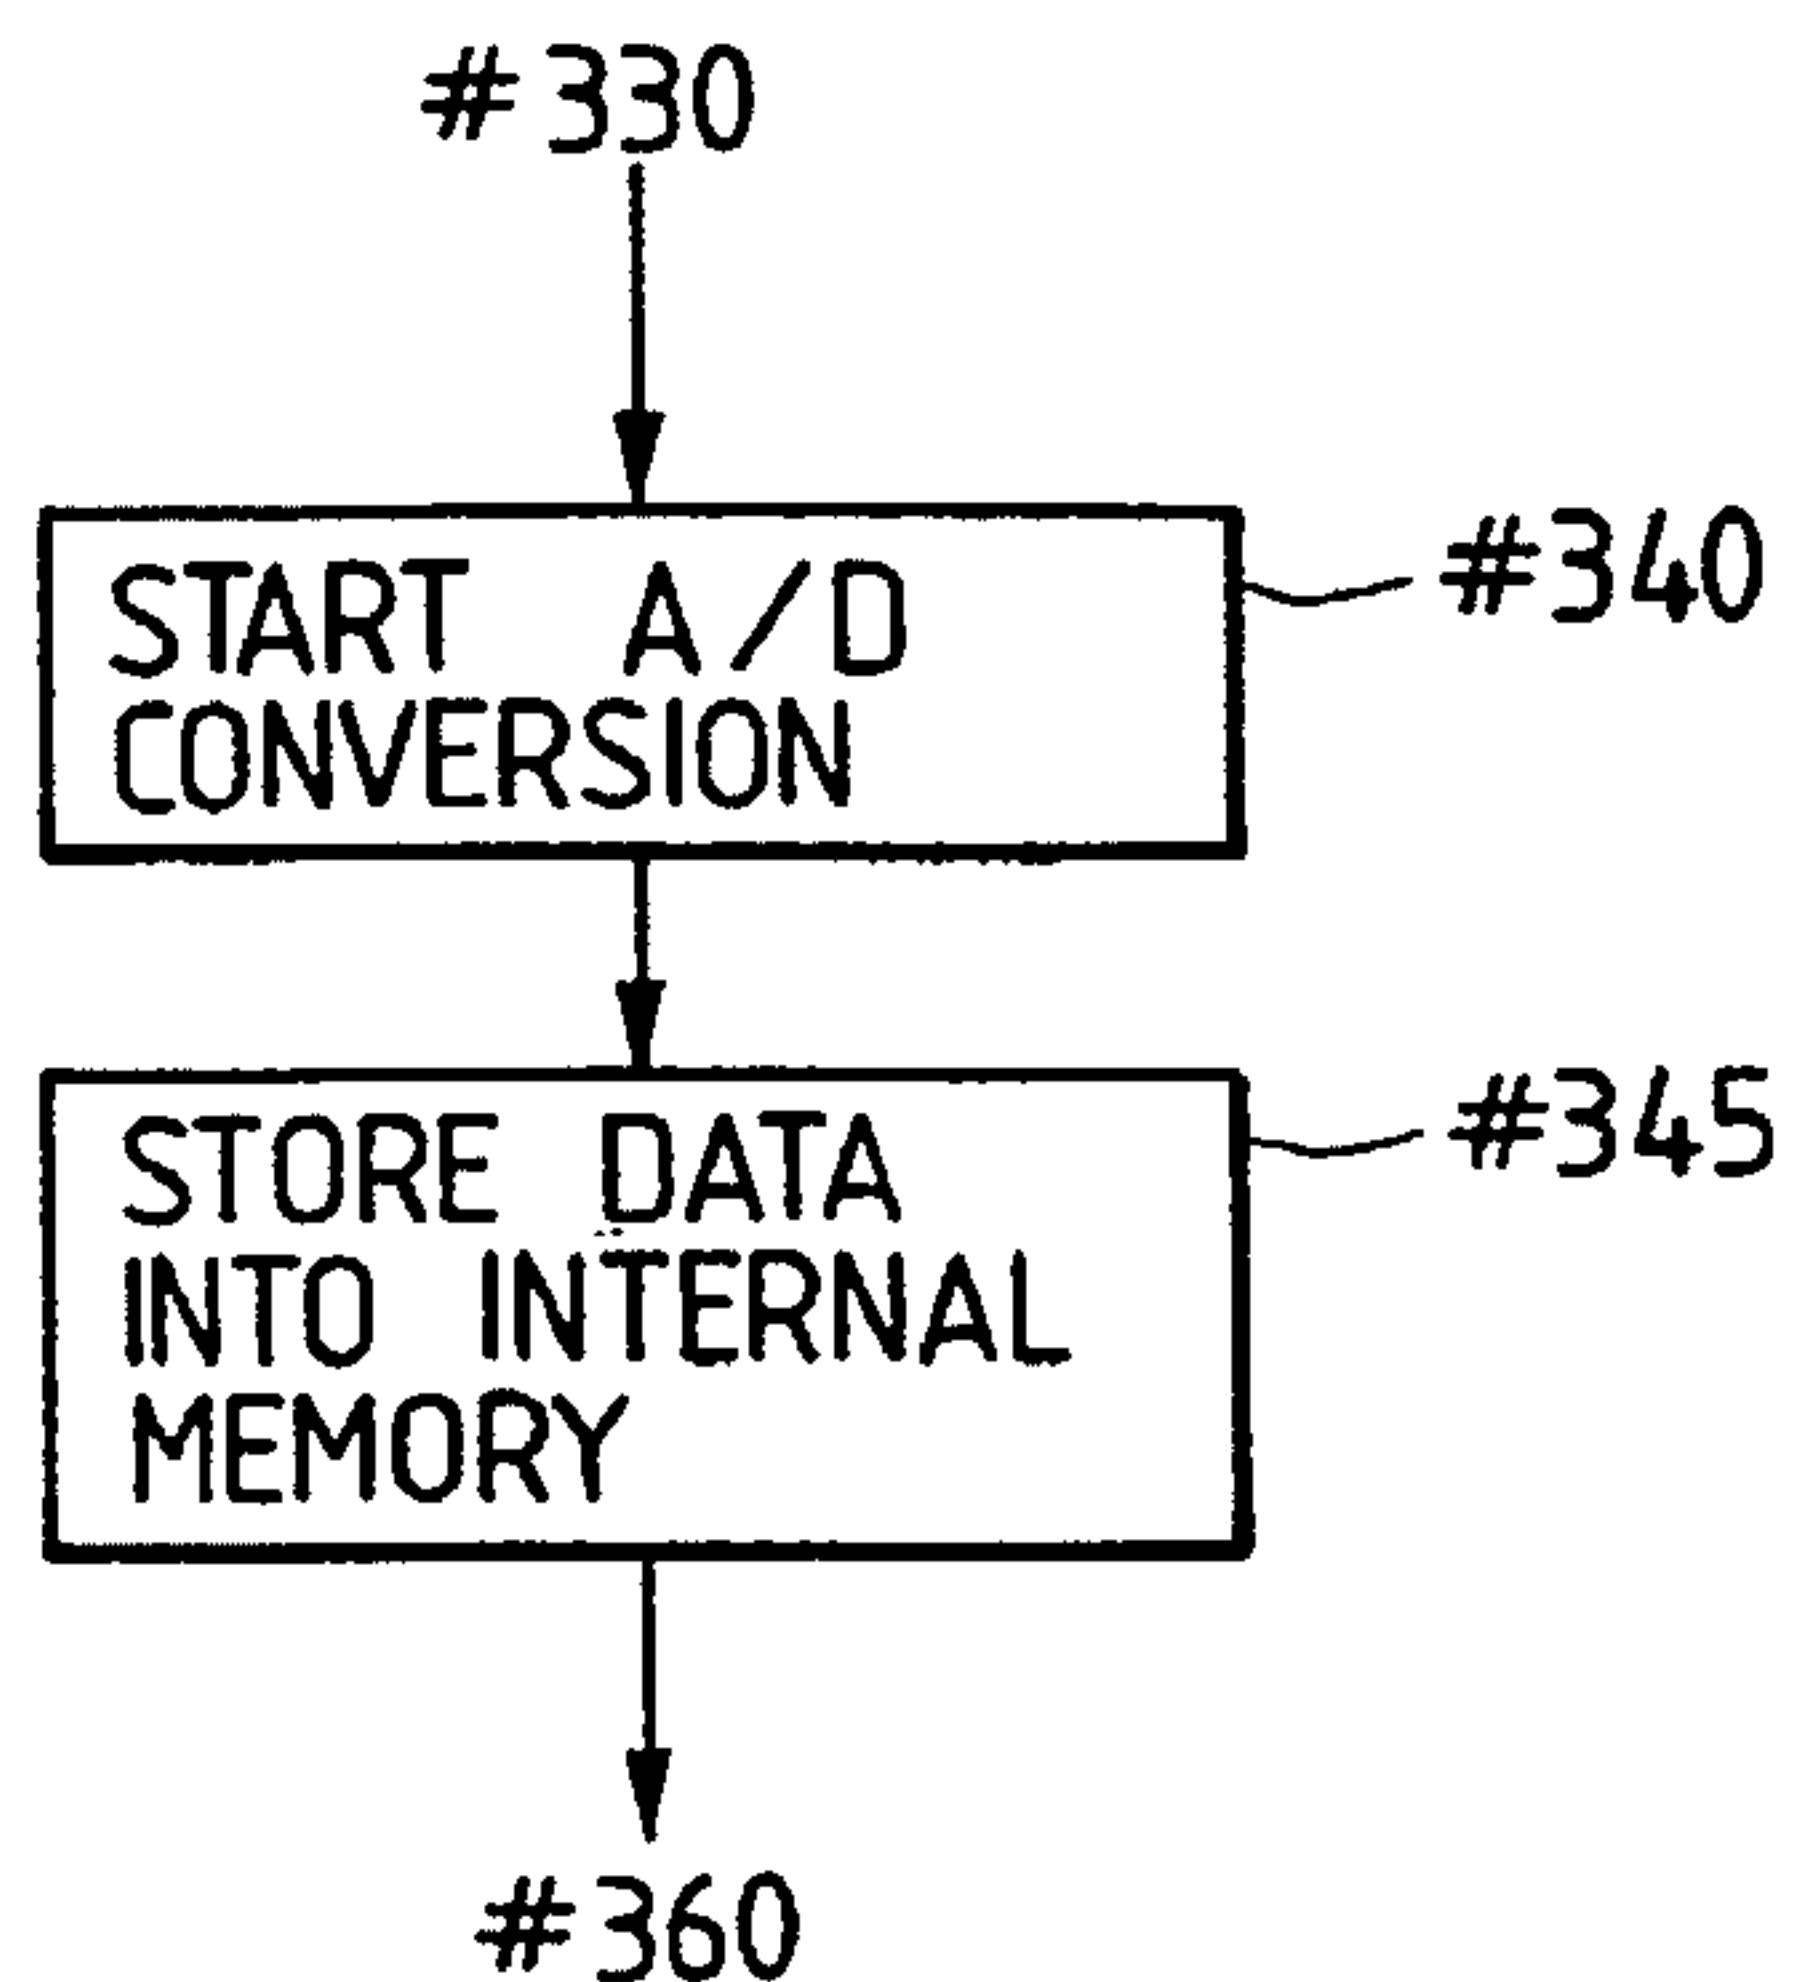 #330
START A/D
CONVERSION
#340
STORE DATA
INTO INTERNAL
MEMORY
#345
#360